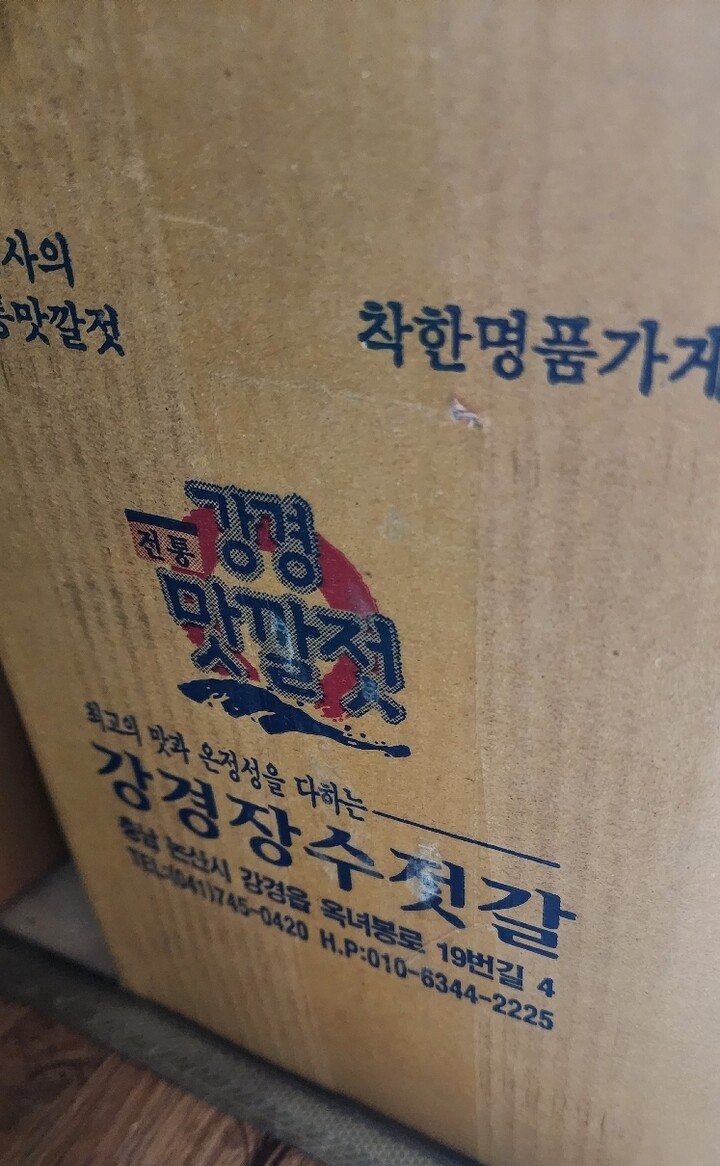 사의
통맛깔젓
착한명품가게
전통
강경
맛깔젓
최고의 맛과 온정성을 다하는
강경장수젓갈
충남 논산시 강경읍 옥녀봉로 19번길 4
TEL:(041)745-0420 H.P:010-6344-2225